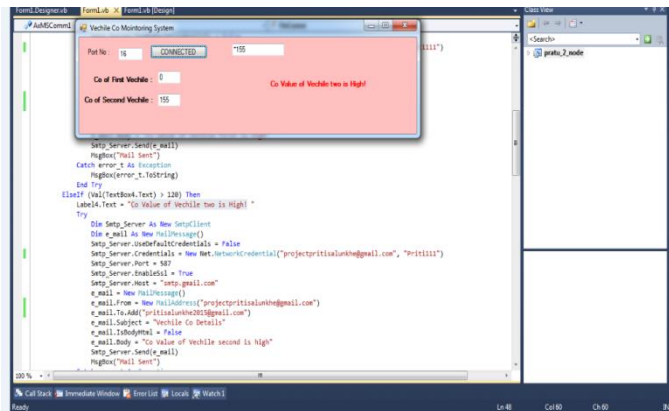 Form1.Designer.vb Form1.vb Form1.vb [Design]
Class View
AxMSComm1
Vechile Co Mointoring System
<Search>
Port No : 16 CONNECTED *155
pratu_2_node
Co of First Vechile : 0
Co Value of Vechile two is High!
Co of Second Vechile : 155
Smtp_Server.Send(e_mail)
MsgBox("Mail Sent")
Catch error_t As Exception
MsgBox(error_t.ToString)
End Try
ElseIf (Val(TextBox4.Text) > 120) Then
Label4.Text = "Co Value of Vechile two is High! "
Try
Dim Smtp_Server As New SmtpClient
Dim e_mail As New MailMessage()
Smtp_Server.UseDefaultCredentials = False
Smtp_Server.Credentials = New Net.NetworkCredential("projectpritisalunkhe@gmail.com", "Priti111")
Smtp_Server.Port = 587
Smtp_Server.EnableSsl = True
Smtp_Server.Host = "smtp.gmail.com"
e_mail = New MailMessage()
e_mail.From = New MailAddress("projectpritisalunkhe@gmail.com")
e_mail.To.Add("pritisalunkhe2015@gmail.com")
e_mail.Subject = "Vechile Co Details"
e_mail.IsBodyHtml = False
e_mail.Body = "Co Value of Vechile second is high"
Smtp_Server.Send(e_mail)
MsgBox("Mail Sent")
100 %
Call Stack Immediate Window Error List Locals Watch 1
Ready Ln 48 Col 60 Ch 60